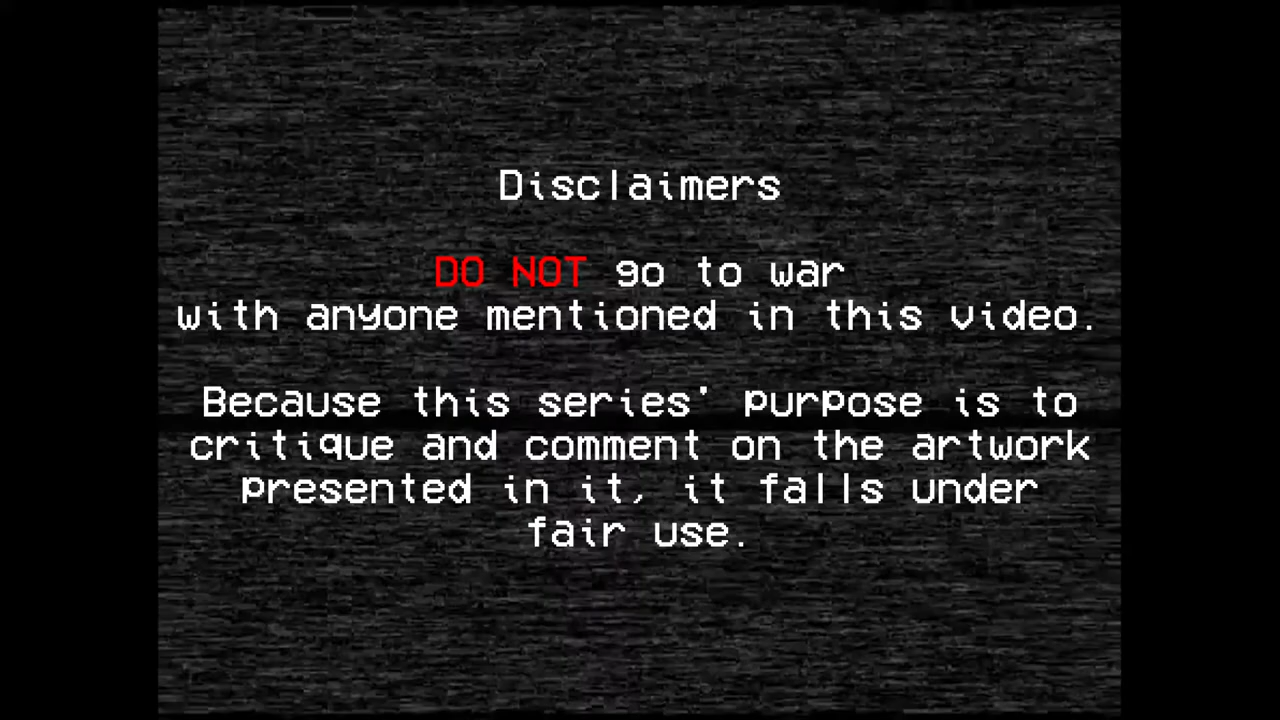 Disclaimers
DO NOT go to war
with anyone mentioned in this video.
Because this series' purpose is to
critique and comment on the artwork
presented in it, it falls under
fair use.